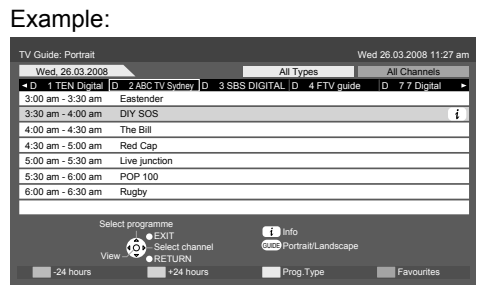 Example:
TV Guide: Portrait Wed 26.03.2008 11:27 am
Wed, 26.03.2008 All Types All Channels
D 1 TEN Digital D 2 ABC TV Sydney D 3 SBS DIGITAL D 4 FTV guide D 7 7 Digital
3:00 am - 3:30 am Eastender
3:30 am - 4:00 am DIY SOS i
4:00 am - 4:30 am The Bill
4:30 am - 5:00 am Red Cap
5:00 am - 5:30 am Live junction
5:30 am - 6:00 am POP 100
6:00 am - 6:30 am Rugby
Select programme
EXIT
Select channel
View
RETURN
i Info
GUIDE Portrait/Landscape
-24 hours +24 hours Prog.Type Favourites